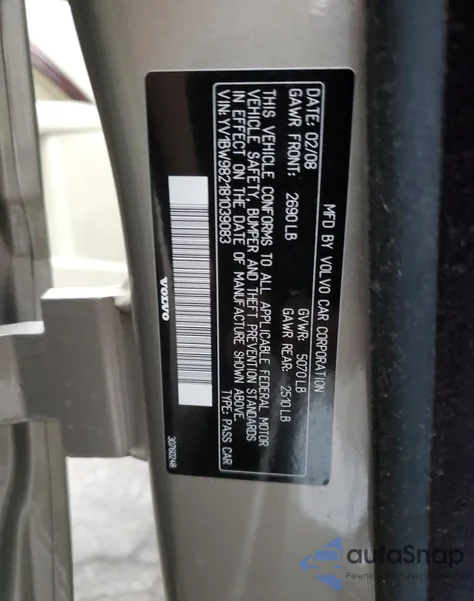 MFD BY VOLVO CAR CORPORATION
DATE: 02/08 GVWR: 5070 LB
GAWR FRONT: 2690 LB GAWR REAR: 2510 LB
THIS VEHICLE CONFORMS TO ALL APPLICABLE FEDERAL MOTOR
VEHICLE SAFETY, BUMPER AND THEFT PREVENTION STANDARDS
IN EFFECT ON THE DATE OF MANUFACTURE SHOWN ABOVE.
VIN: YV1BW982181039083 TYPE: PASS CAR
VOLVO
30760248
autoSnap